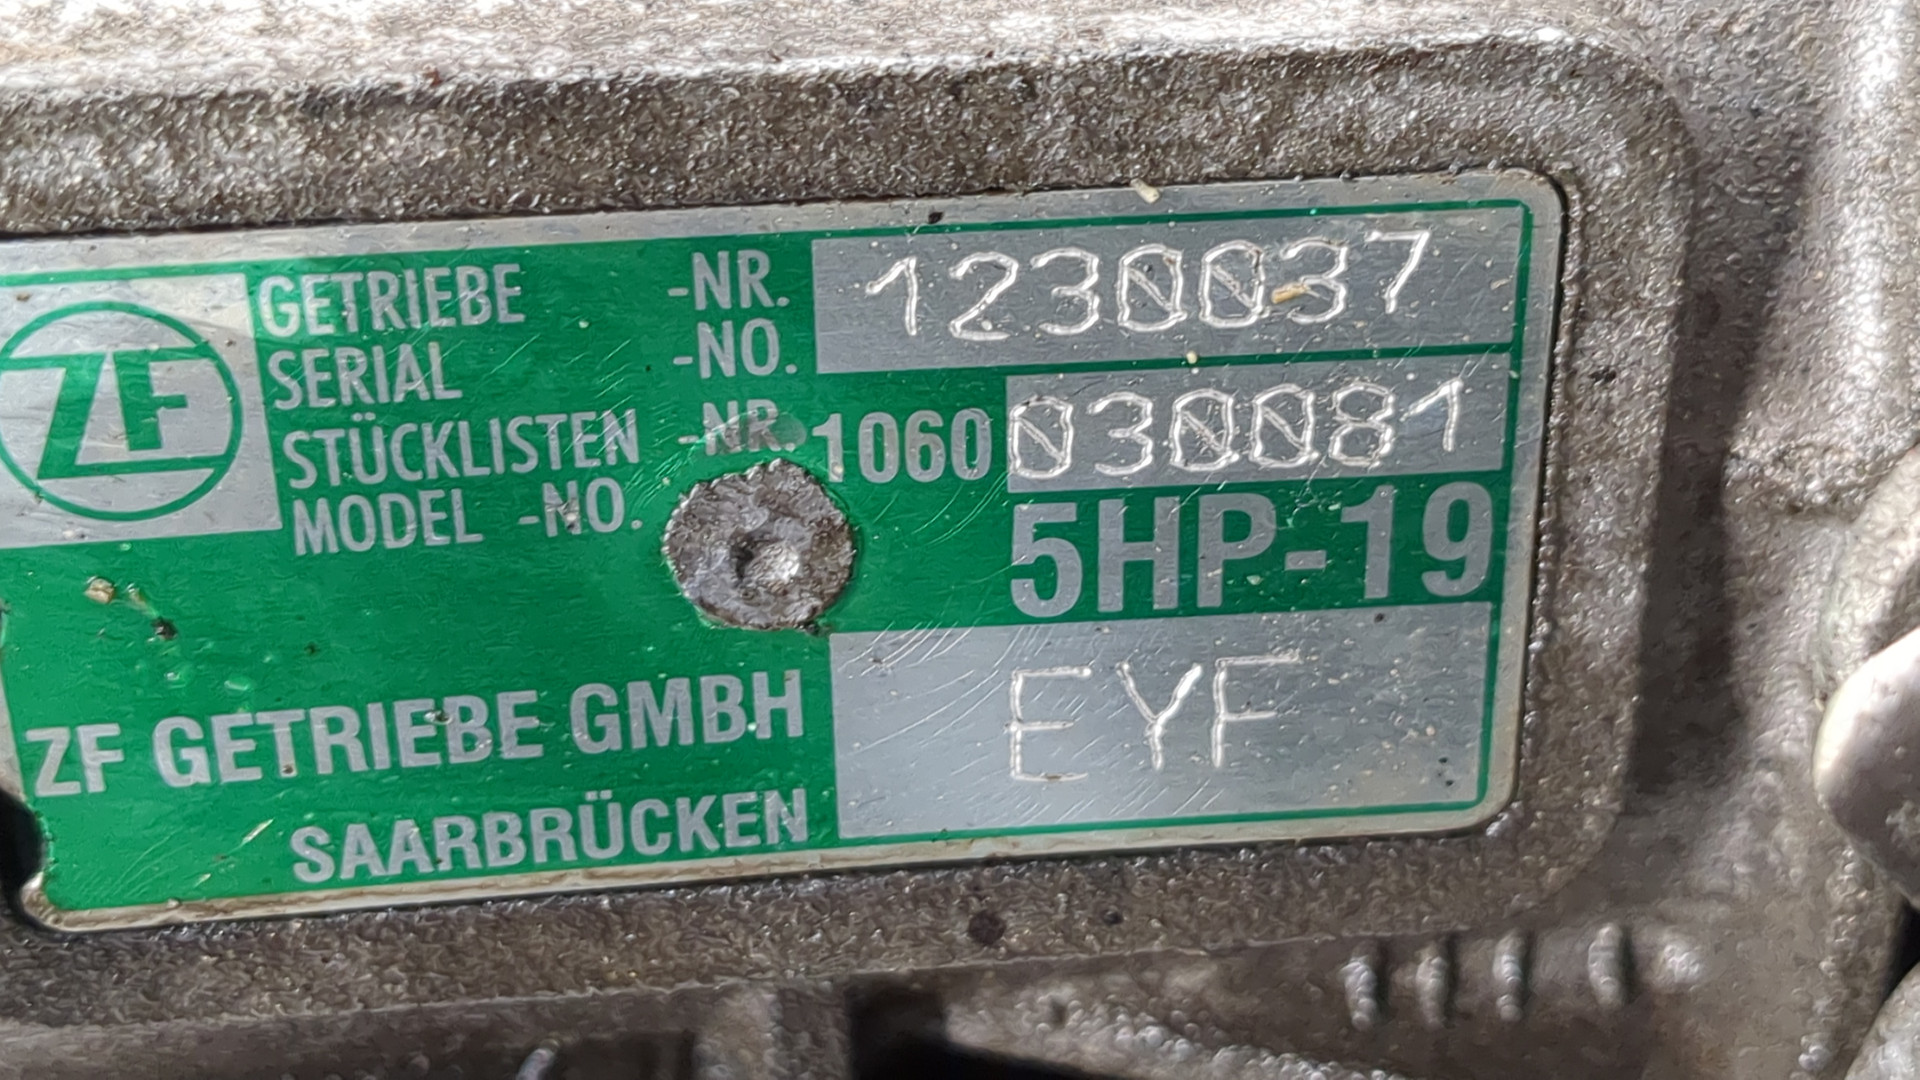 ZF
GETRIEBE -NR. 1230037
SERIAL -NO.
STÜCKLISTEN -NR. 1060 030081
MODEL -NO.
5HP-19
ZF GETRIEBE GMBH
SAARBRÜCKEN
EYF